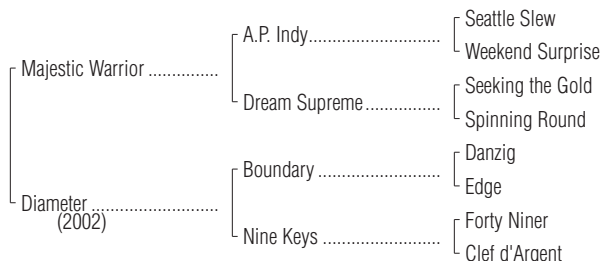 Seattle Slew
A.P. Indy
Weekend Surprise
Majestic Warrior
Seeking the Gold
Dream Supreme
Spinning Round
Danzig
Boundary
Edge
Diameter
(2002)
Forty Niner
Nine Keys
Clef d'Argent